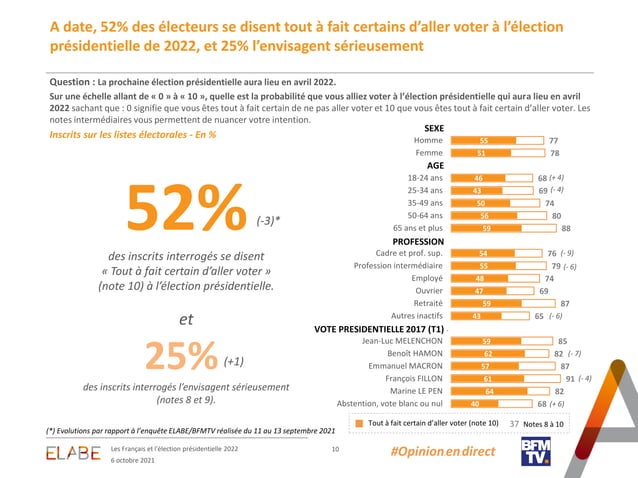 A date, 52% des électeurs se disent tout à fait certains d'aller voter à l'élection
présidentielle de 2022, et 25% l'envisagent sérieusement
Question : La prochaine élection présidentielle aura lieu en avril 2022.
Sur une échelle allant de « 0 » à « 10 », quelle est la probabilité que vous alliez voter à l'élection présidentielle qui aura lieu en avril
2022 sachant que : 0 signifie que vous êtes tout à fait certain de ne pas aller voter et 10 que vous êtes tout à fait certain d'aller voter. Les
notes intermédiaires vous permettent de nuancer votre intention.
Inscrits sur les listes électorales - En %
52% (-3)*
des inscrits interrogés se disent
« Tout à fait certain d'aller voter »
(note 10) à l'élection présidentielle.
et
25% (+1)
des inscrits interrogés l'envisagent sérieusement
(notes 8 et 9).
SEXE
Homme 55 77
Femme 51 78
AGE
18-24 ans 46 68 (+ 4)
25-34 ans 43 69 (- 4)
35-49 ans 50 74
50-64 ans 56 80
65 ans et plus 59 88
PROFESSION
Cadre et prof. sup. 54 76 (- 9)
Profession intermédiaire 55 79 (- 6)
Employé 48 74
Ouvrier 47 69
Retraité 59 87
Autres inactifs 43 65 (- 6)
VOTE PRESIDENTIELLE 2017 (T1)
Jean-Luc MELENCHON 59 85
Benoît HAMON 62 82 (- 7)
Emmanuel MACRON 57 87
François FILLON 61 91 (- 4)
Marine LE PEN 64 82
Abstention, vote blanc ou nul 40 68 (+ 6)
Tout à fait certain d'aller voter (note 10) 37 Notes 8 à 10
(*) Evolutions par rapport à l'enquête ELABE/BFMTV réalisée du 11 au 13 septembre 2021
ELABE
Les Français et l'élection présidentielle 2022
6 octobre 2021
10
#Opinion en direct
BFM
TV.